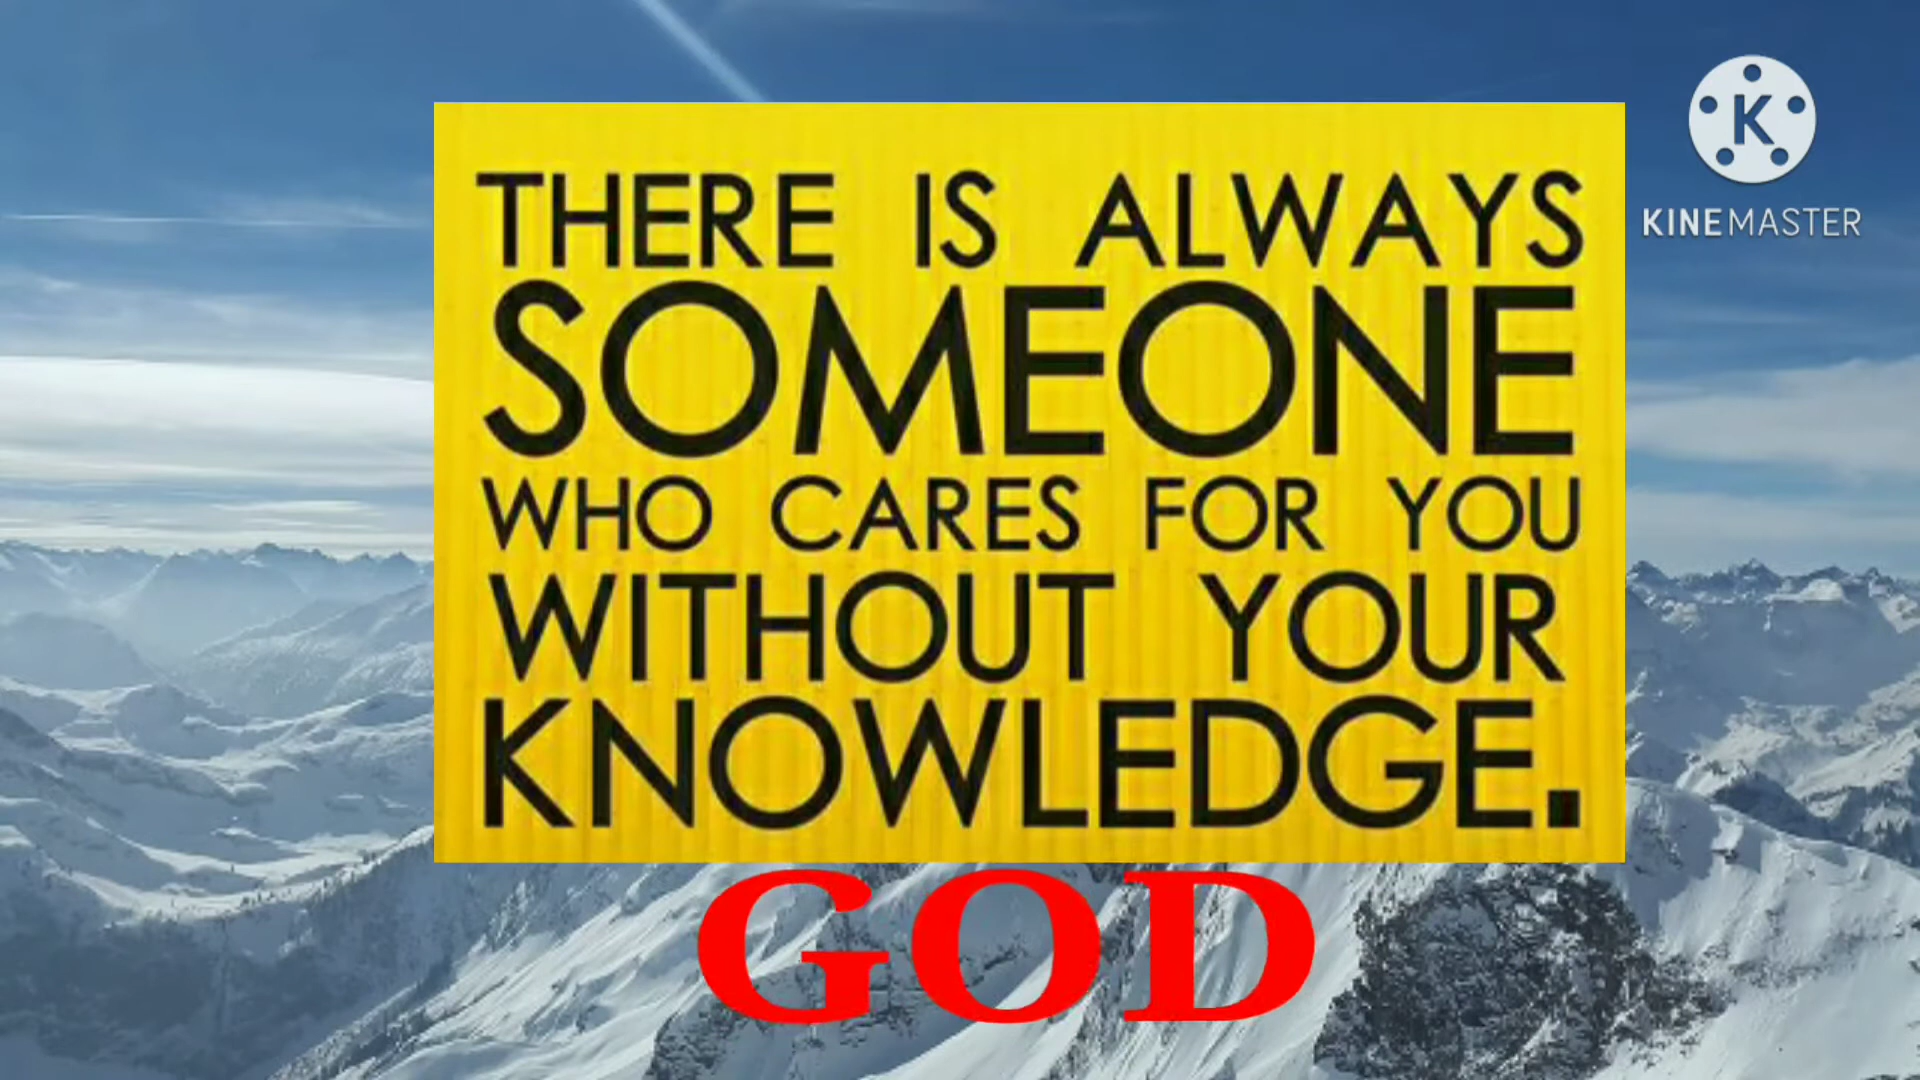 THERE IS ALWAYS
SOMEONE
WHO CARES FOR YOU
WITHOUT YOUR
KNOWLEDGE.
GOD
K
KINEMASTER